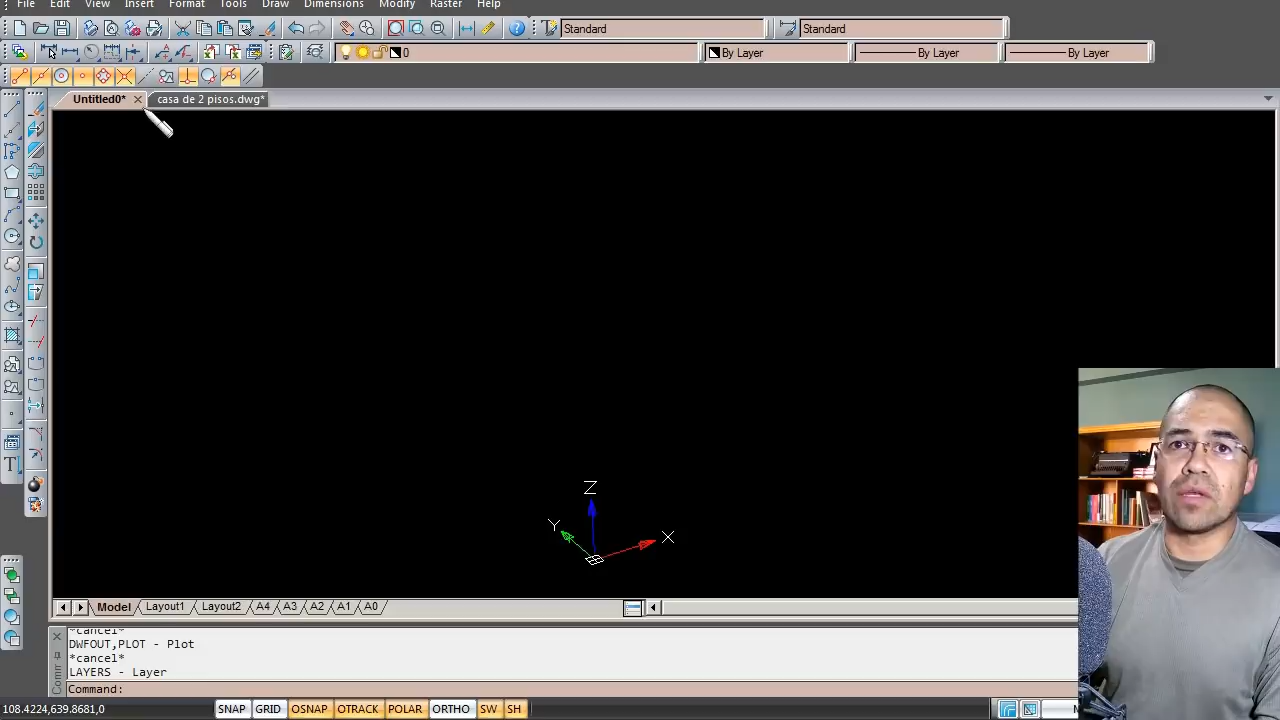 File Edit View Insert Format Tools Draw Dimensions Modify Raster Help
Standard Standard
0 By Layer By Layer By Layer
Untitled0* casa de 2 pisos.dwg*
Z
Y X
Model Layout1 Layout2 A4 A3 A2 A1 A0
*cancel*
DWFOUT,PLOT - Plot
*cancel*
LAYERS - Layer
Command:
108.4224,639.8681,0 SNAP GRID OSNAP OTRACK POLAR ORTHO SW SH